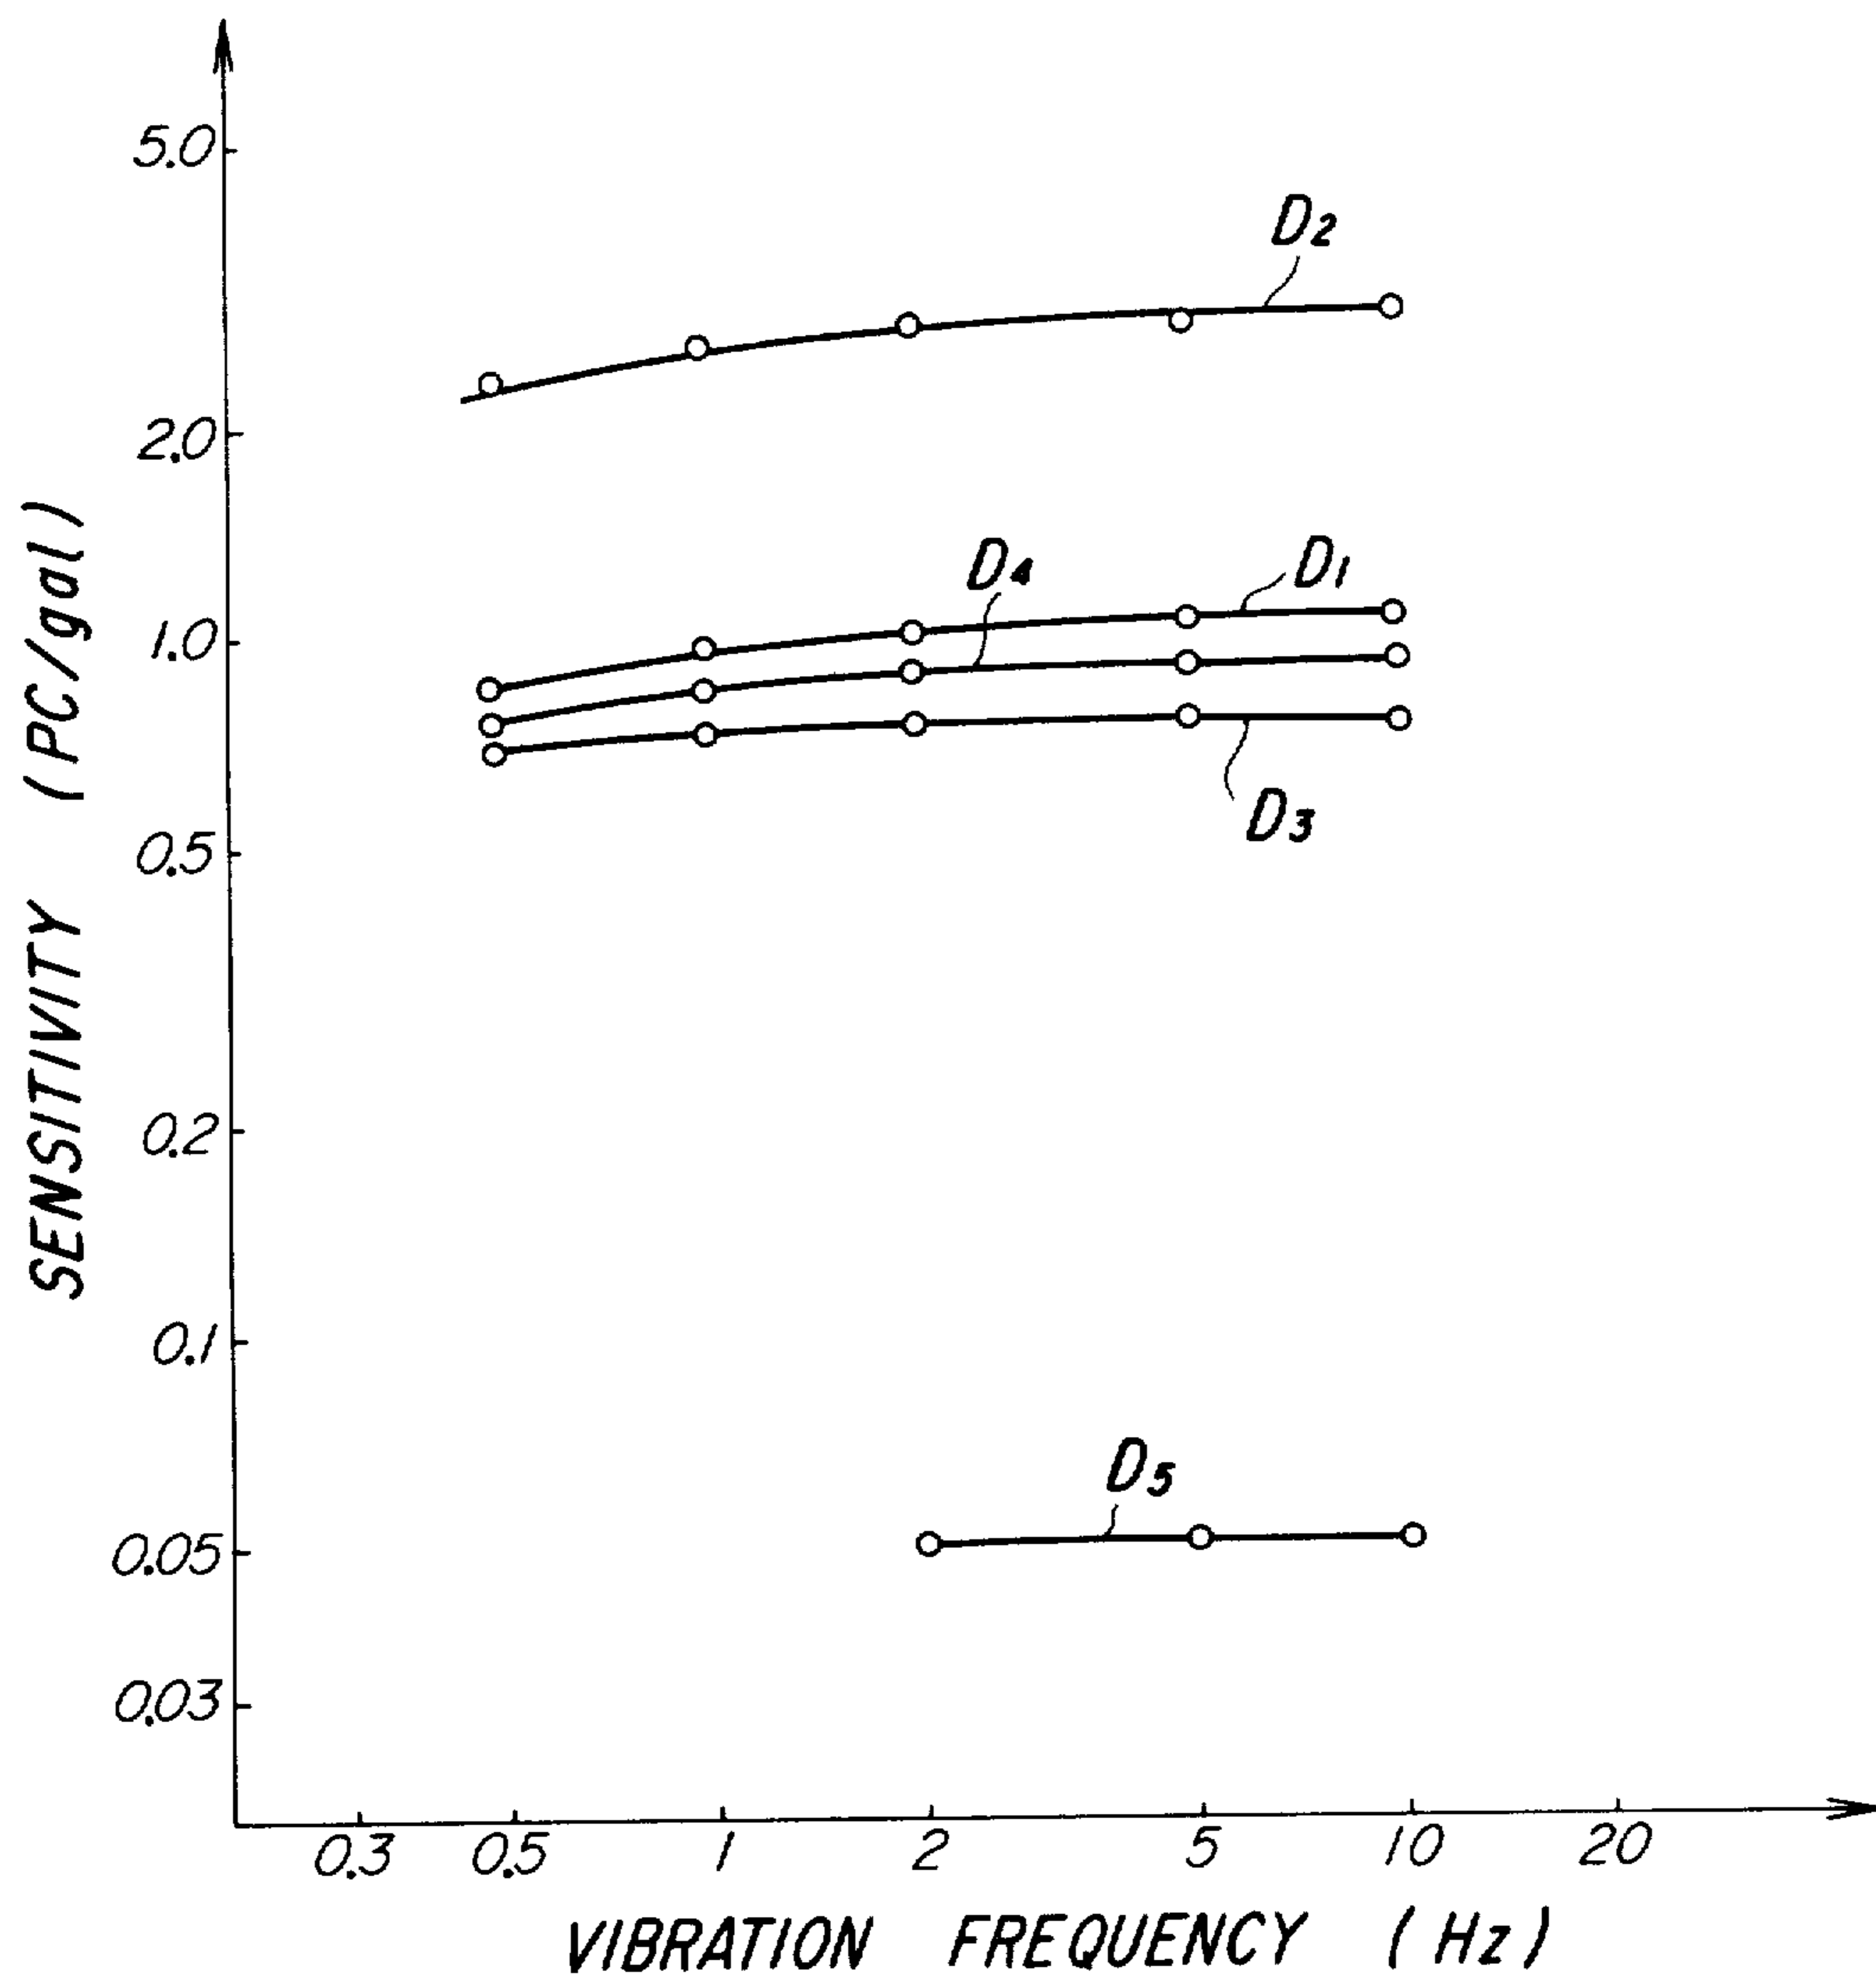 5.0
D2
2.0
D4
D1
1.0
D3
0.5
0.2
0.1
D5
0.05
0.03
SENSITIVITY (PC/gal)
0.3 0.5 1 2 5 10 20
VIBRATION FREQUENCY (Hz)